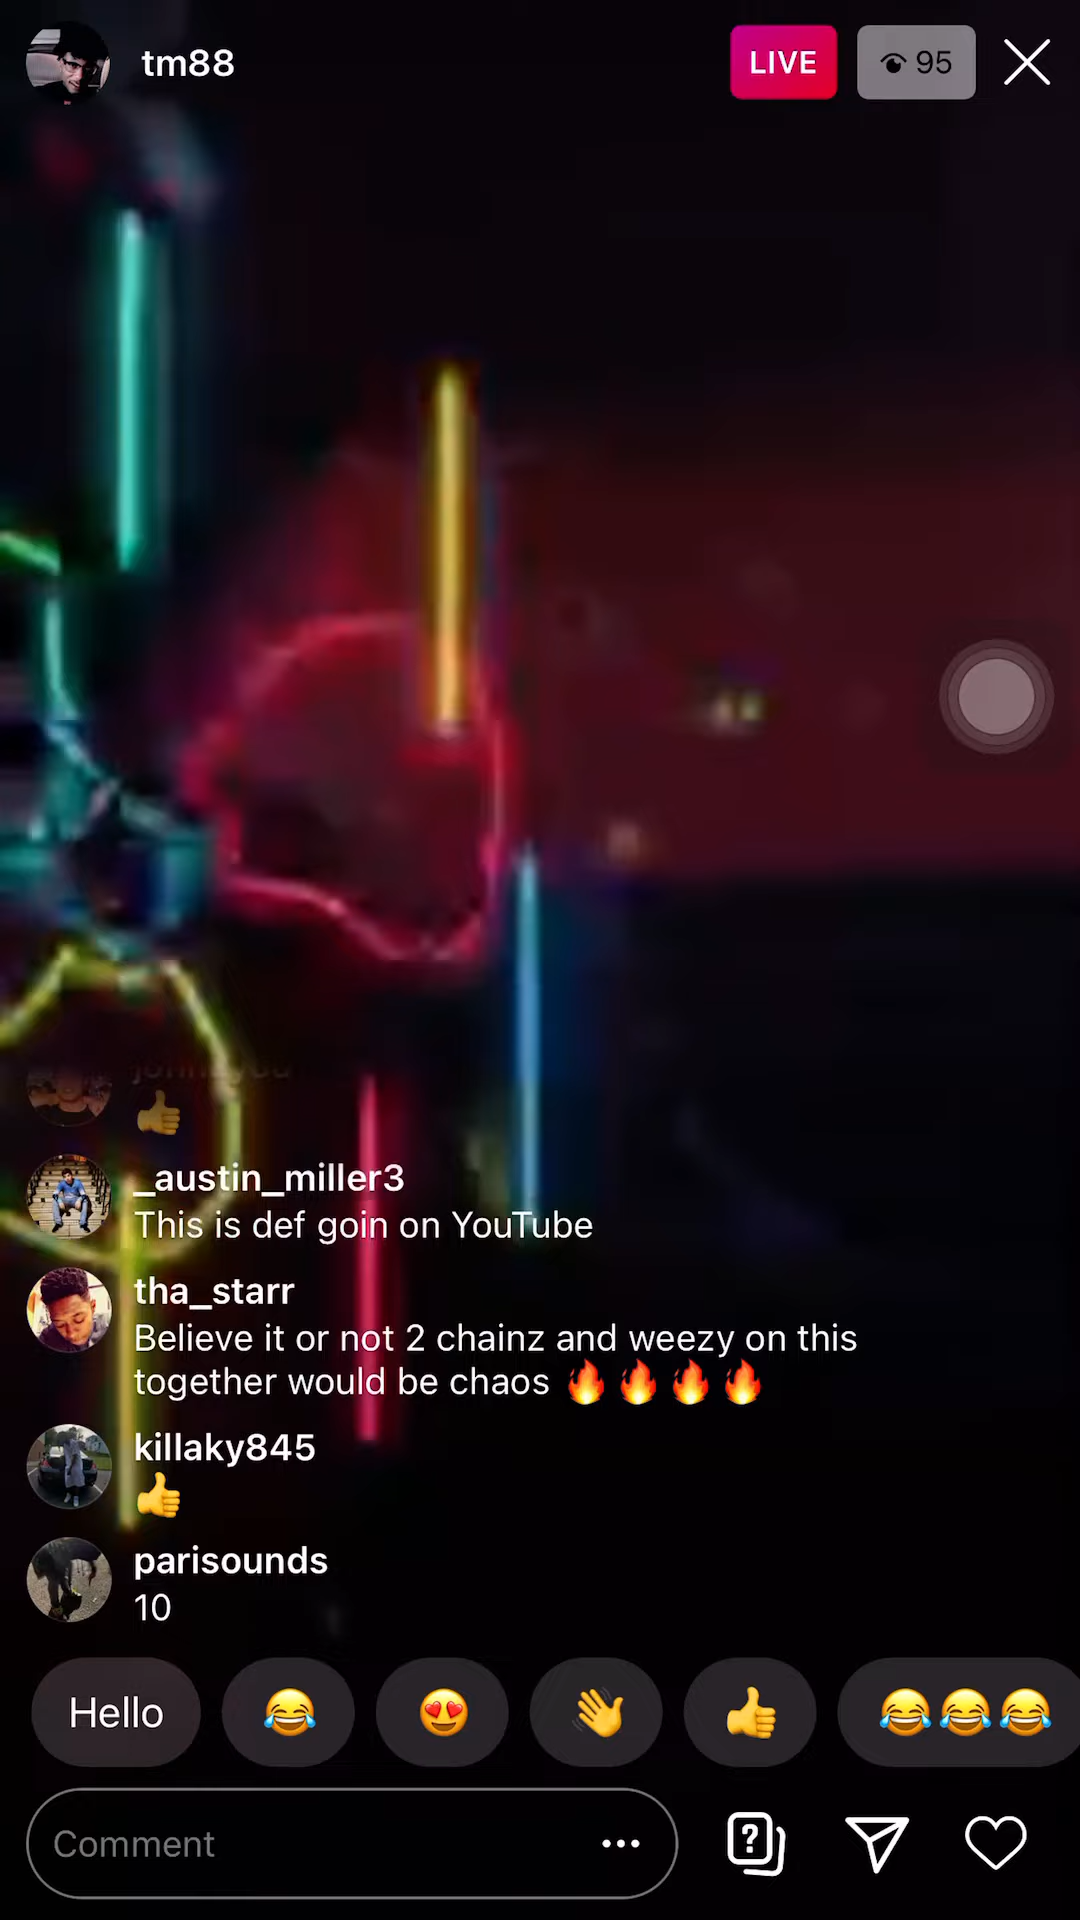 tm88
LIVE
95
_austin_miller3
This is def goin on YouTube
tha_starr
Believe it or not 2 chainz and weezy on this
together would be chaos 🔥🔥🔥🔥
killaky845
👍
parisounds
10
Hello
Comment